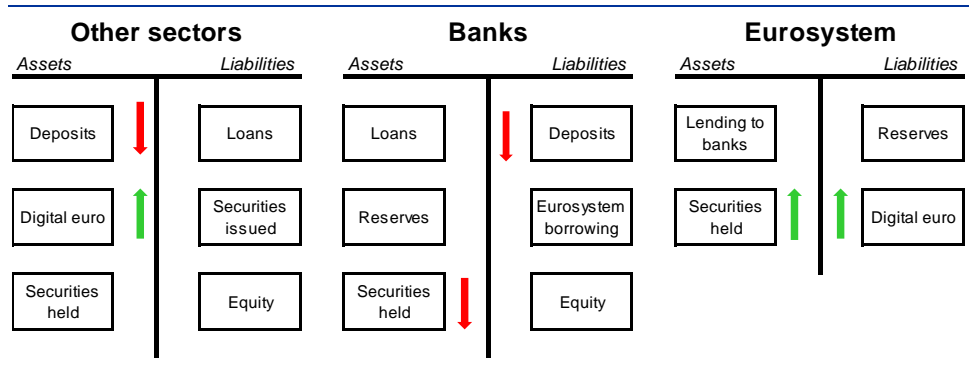 Other sectors
Banks
Eurosystem
Assets
Liabilities
Assets
Liabilities
Assets
Liabilities
Deposits
Loans
Loans
Deposits
Lending to
banks
Reserves
Digital euro
Securities
issued
Reserves
Eurosystem
borrowing
Securities
held
Digital euro
Securities
held
Equity
Securities
held
Equity